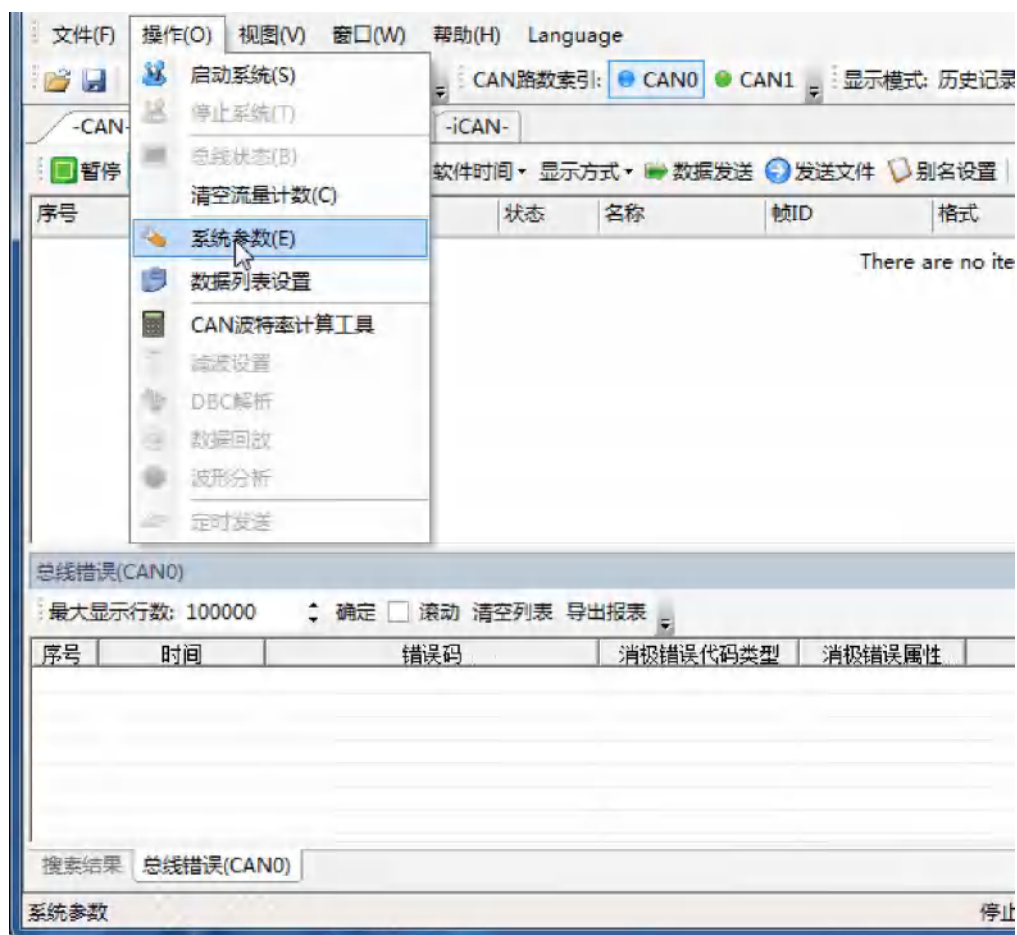 文件(F) 操作(O) 视图(V) 窗口(W) 帮助(H) Language
启动系统(S)
CAN路数索引: CAN0 CAN1 显示模式: 历史记录
停止系统(T)
-CAN- -iCAN-
总线状态(B)
暂停 软件时间 显示方式 数据发送 发送文件 别名设置
清空流量计数(C)
序号 状态 名称 帧ID 格式
系统参数(E)
There are no ite
数据列表设置
CAN波特率计算工具
滤波设置
DBC解析
数据回放
波形分析
定时发送
总线错误(CAN0)
最大显示行数: 100000 确定 滚动 清空列表 导出报表
序号 时间 错误码 消极错误代码类型 消极错误属性
搜索结果 总线错误(CAN0)
系统参数 停止